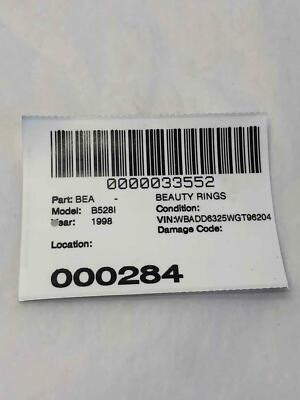 0000033552
Part: BEA - BEAUTY RINGS
Model: B528I Condition:
Year: 1998 VIN:WBADD6325WGT96204
Damage Code:
Location:
000284